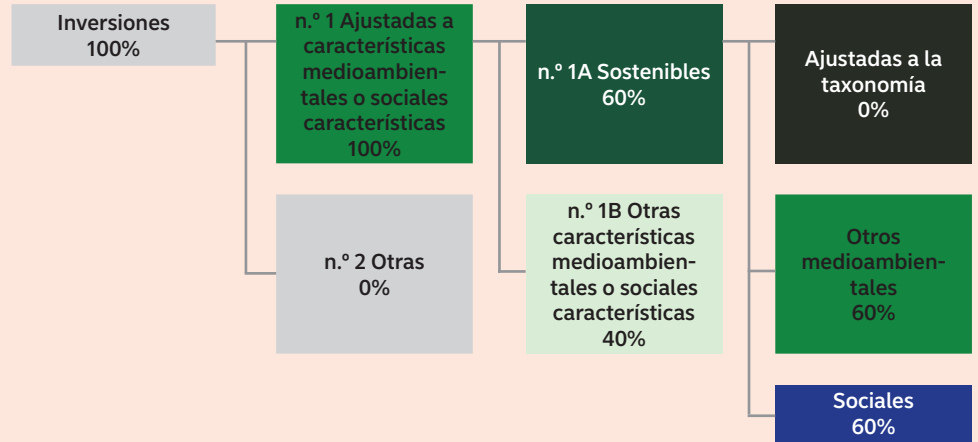 Inversiones
100%
n.º 1 Ajustadas a
características
medioambien-
tales o sociales
características
100%
n.º 2 Otras
0%
n.º 1A Sostenibles
60%
n.º 1B Otras
características
medioambien-
tales o sociales
características
40%
Ajustadas a la
taxonomía
0%
Otros
medioambien-
tales
60%
Sociales
60%